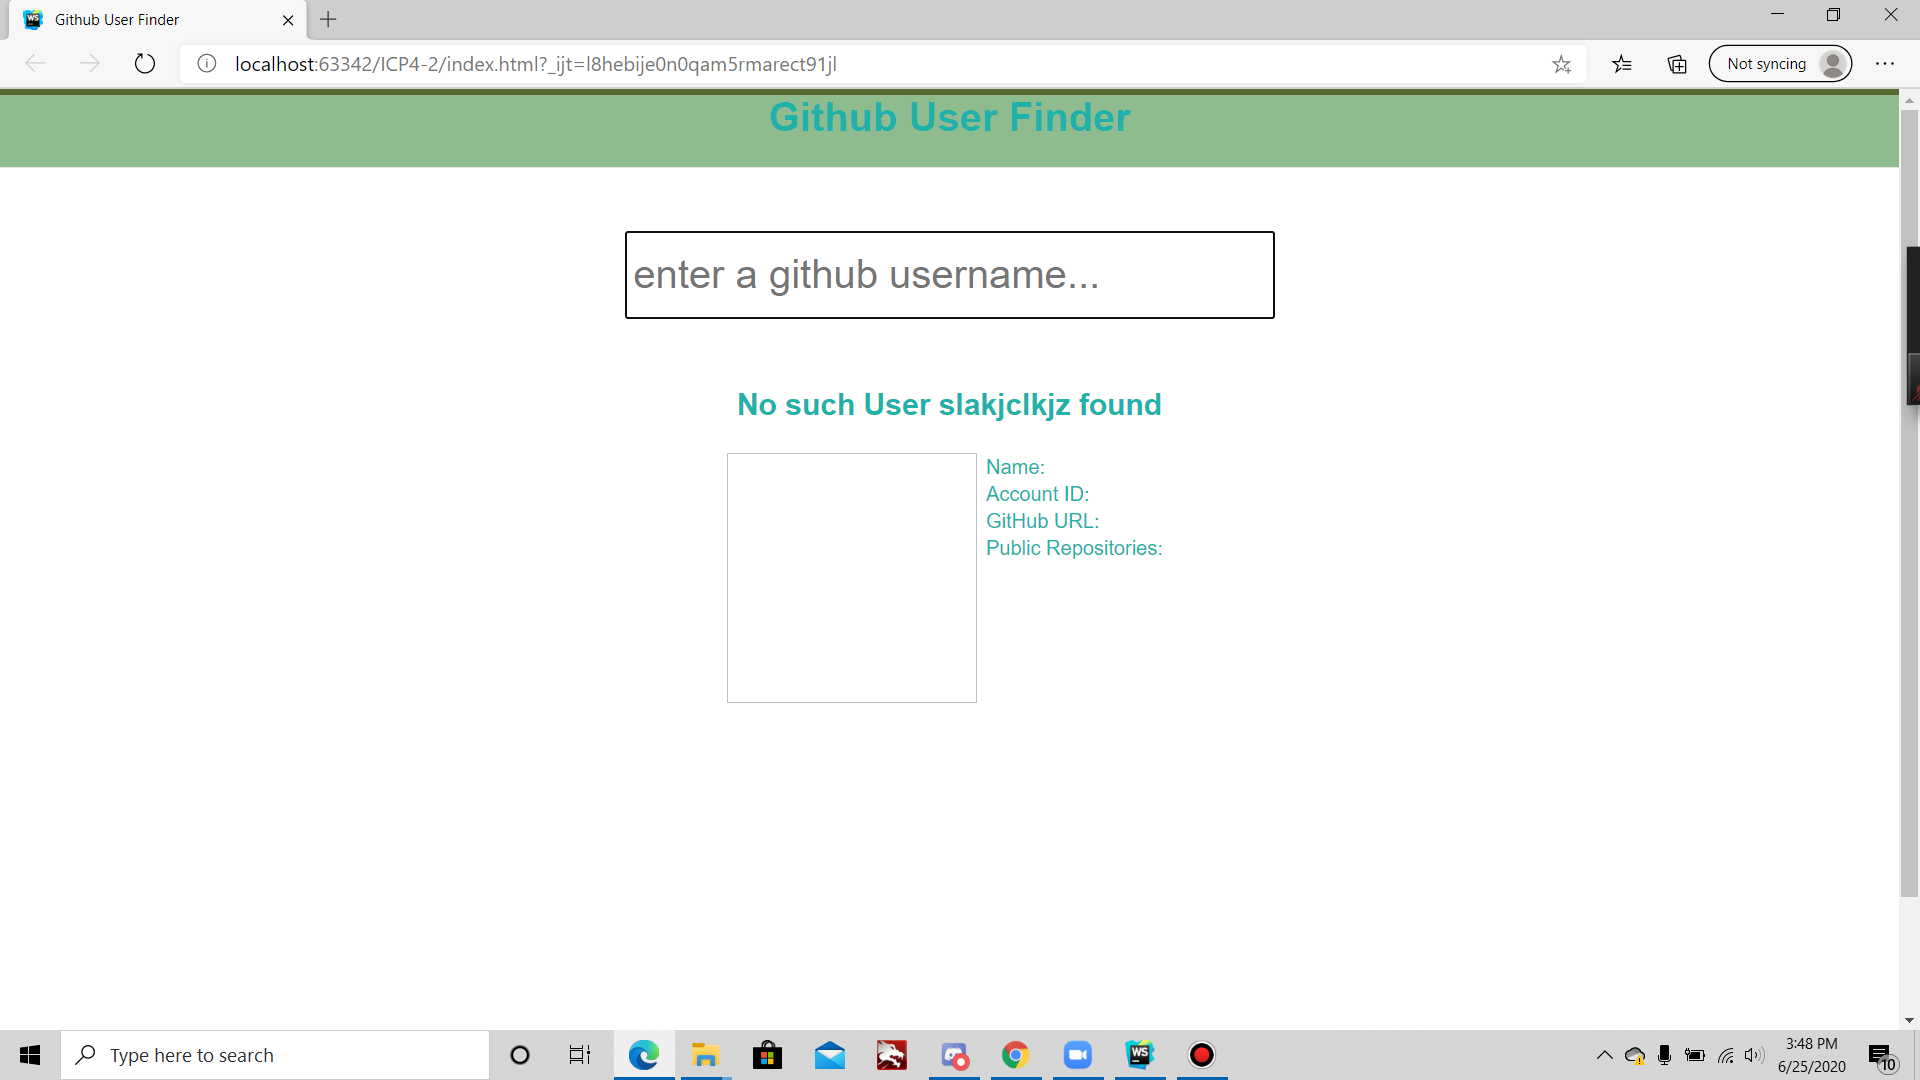 Github User Finder
localhost:63342/ICP4-2/index.html?_ijt=l8hebije0n0qam5rmarect91jl
Not syncing
Github User Finder
enter a github username...
No such User slakjclkjz found
Name:
Account ID:
GitHub URL:
Public Repositories:
Type here to search
WS
3:48 PM
6/25/2020
10